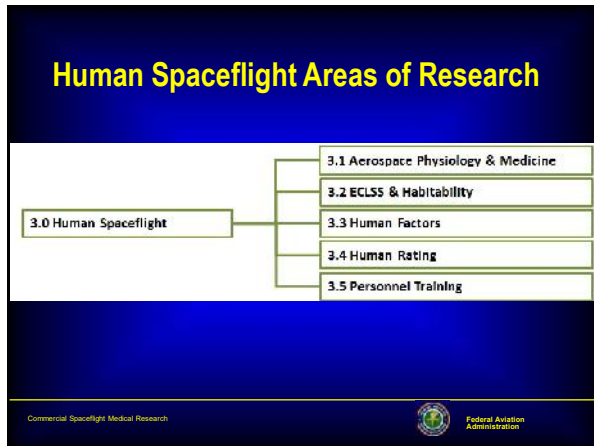 Human Spaceflight Areas of Research
3.0 Human Spaceflight
3.1 Aerospace Physiology & Medicine
3.2 ECLSS & Habitability
3.3 Human Factors
3.4 Human Rating
3.5 Personnel Training
Commercial Spaceflight Medical Research
Federal Aviation
Administration